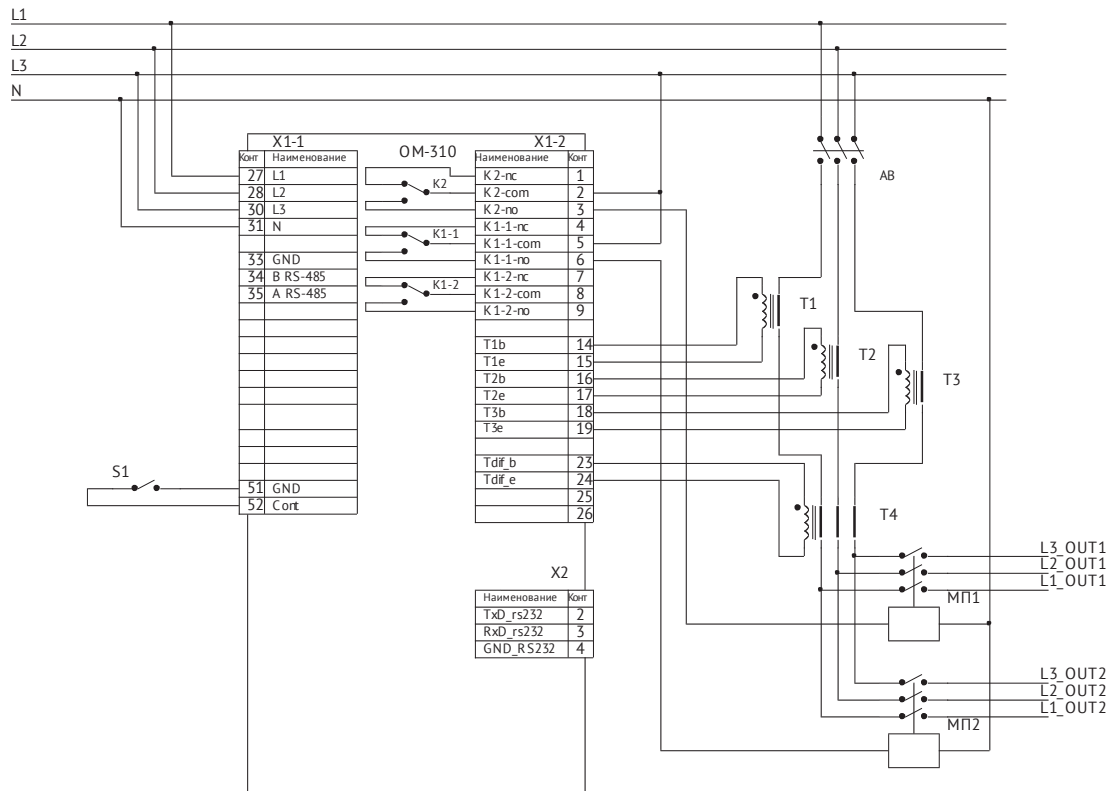 L1
L2
L3
N
X1-1
Конт Наименование
27 L1
28 L2
30 L3
31 N
33 GND
34 B RS-485
35 A RS-485
51 GND
52 Cont
S1
OM-310
K2
K1-1
K1-2
X1-2
Наименование Конт
K2-nc 1
K2-com 2
K2-no 3
K1-1-nc 4
K1-1-com 5
K1-1-no 6
K1-2-nc 7
K1-2-com 8
K1-2-no 9
T1b 14
T1e 15
T2b 16
T2e 17
T3b 18
T3e 19
Tdif_b 23
Tdif_e 24
25
26
X2
Наименование Конт
TxD_rs232 2
RxD_rs232 3
GND_RS232 4
AB
T1
T2
T3
T4
L3_OUT1
L2_OUT1
L1_OUT1
МП1
L3_OUT2
L2_OUT2
L1_OUT2
МП2